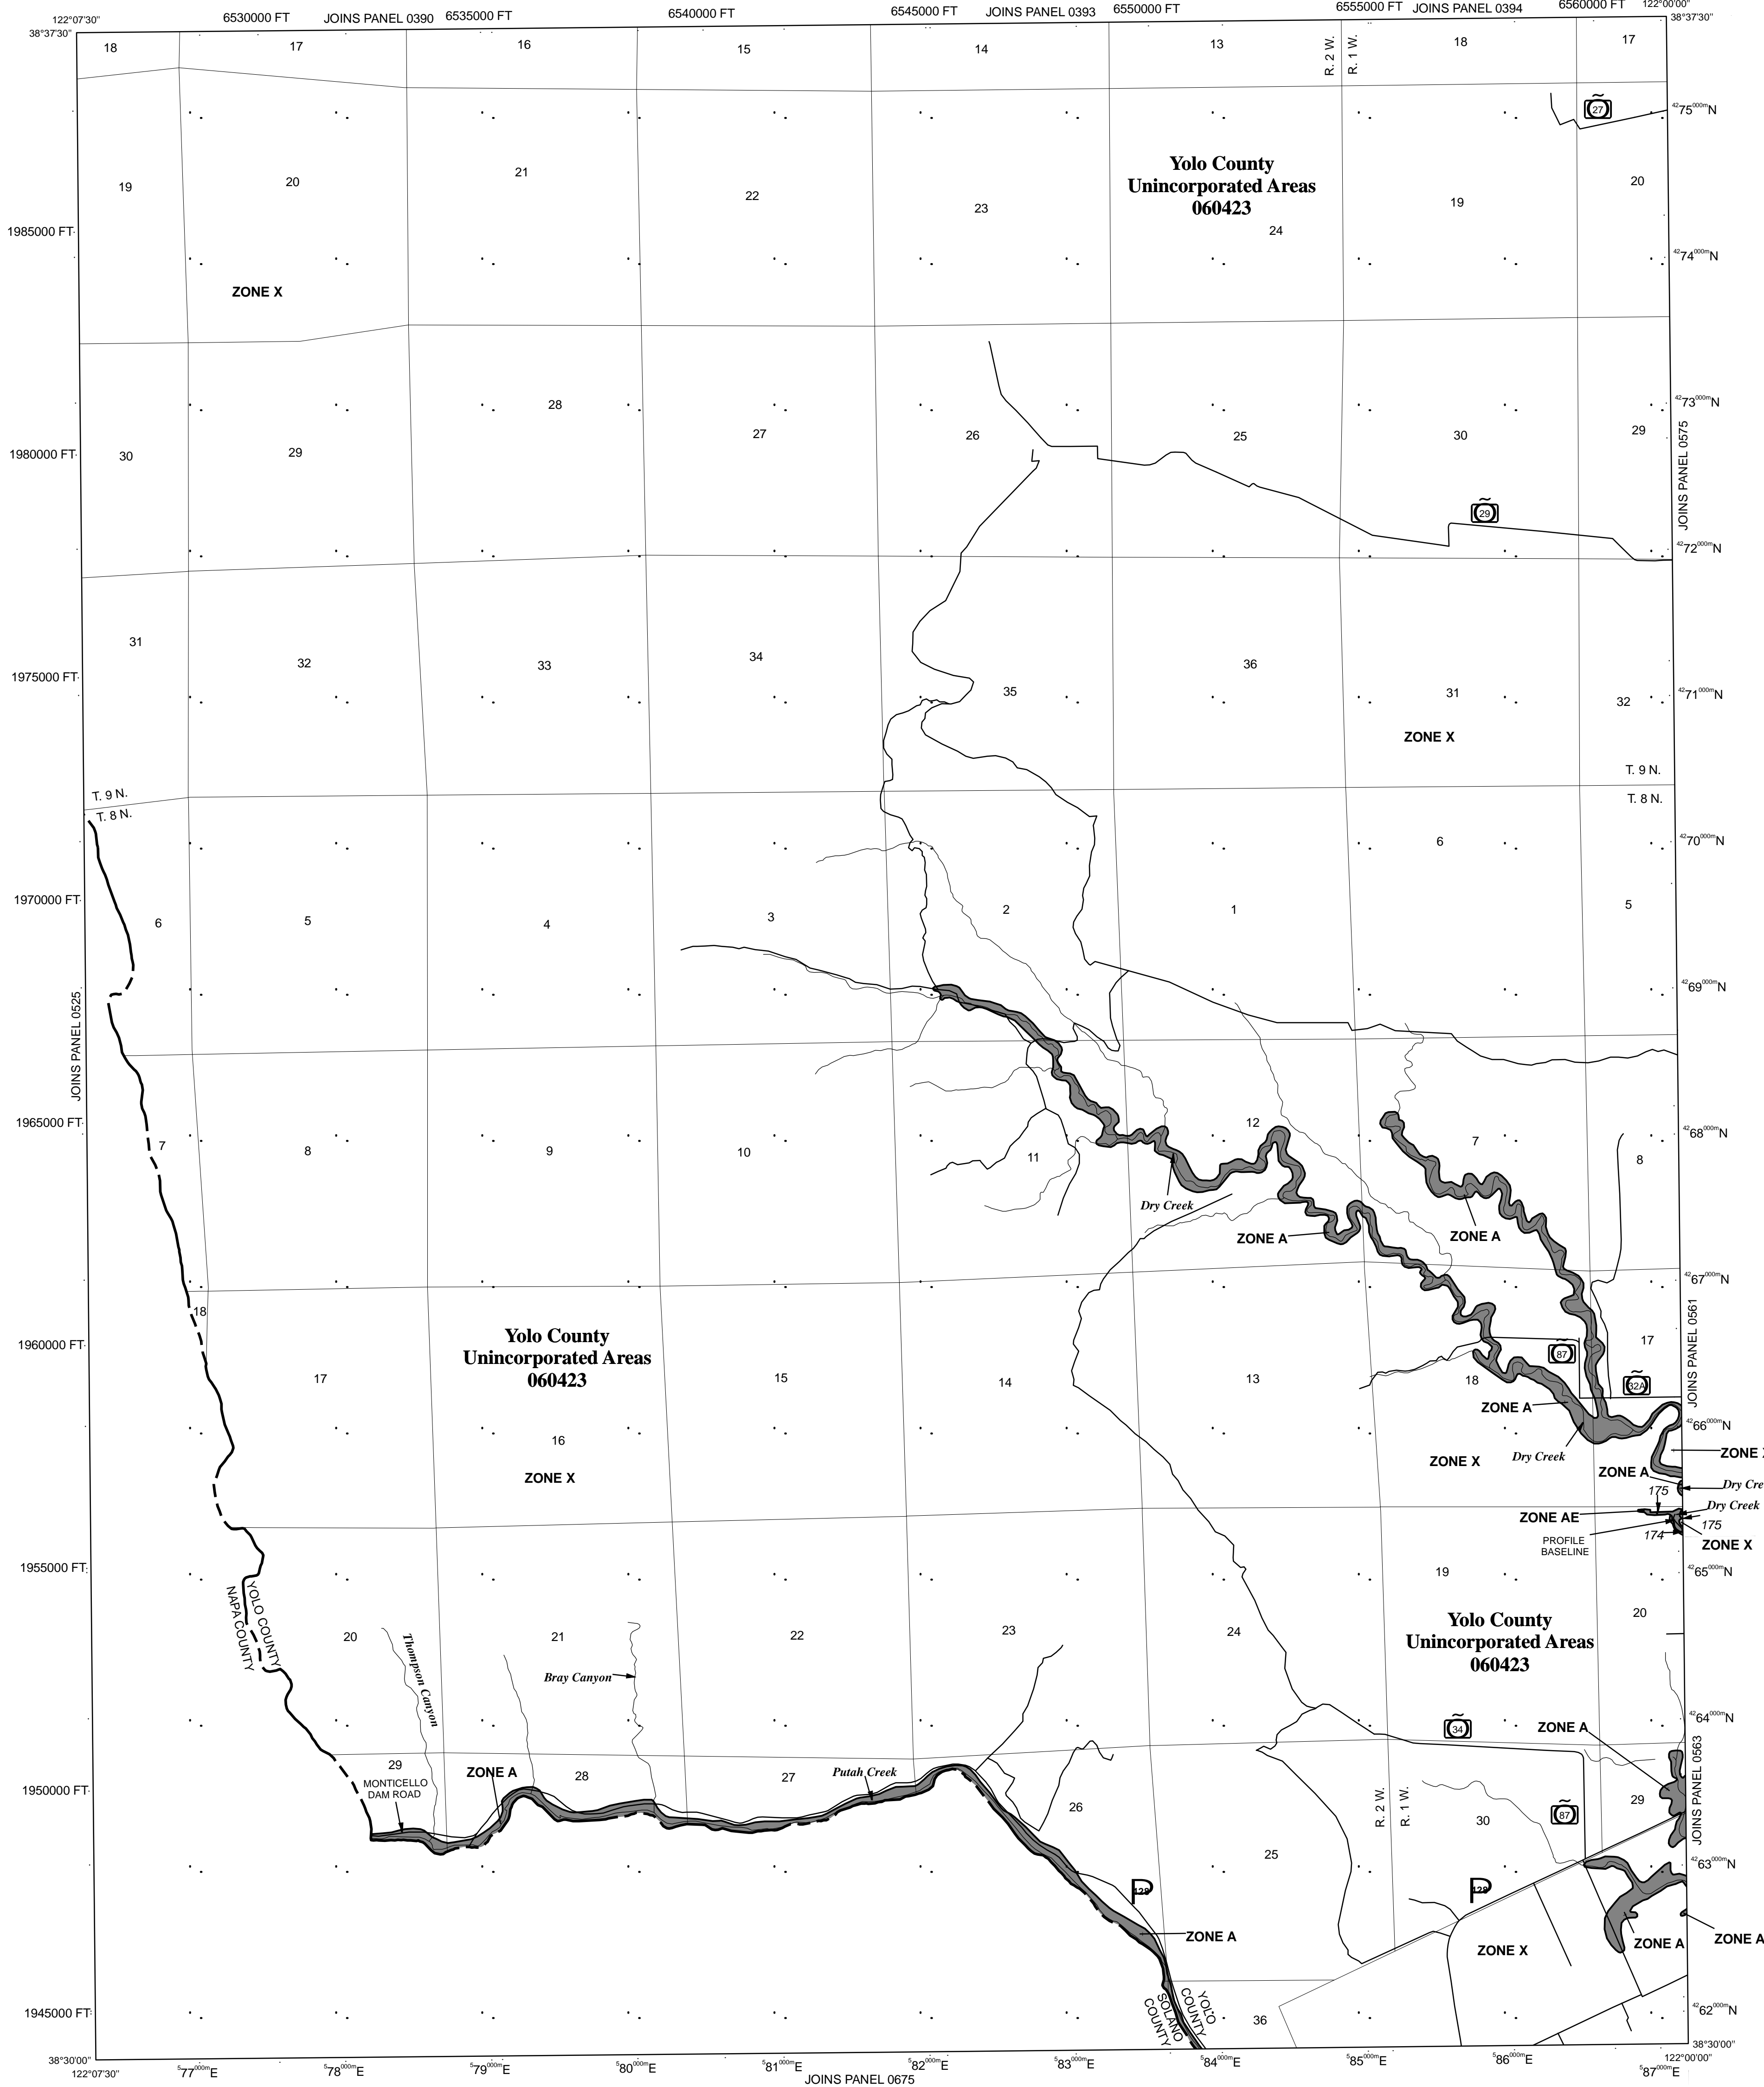 122°07'30" 6530000 FT JOINS PANEL 0390 6535000 FT 6540000 FT 6545000 FT JOINS PANEL 0393 6550000 FT 6555000 FT JOINS PANEL 0394 6560000 FT 122°00'00"
38°37'30" 38°37'30"
18 17 16 15 14 13 R. 2 W. R. 1 W. 18 17
27 4275000mN
Yolo County
Unincorporated Areas
060423
19 20 21 22 23 24 19 20
1985000 FT
4274000mN
ZONE X
4273000mN
28 27 26 25 30 29
30 29
1980000 FT
JOINS PANEL 0575
29
4272000mN
31 32 33 34 35 36 31 32
1975000 FT
4271000mN
ZONE X
T. 9 N.
T. 8 N.
T. 9 N.
T. 8 N.
6
4270000mN
1970000 FT
6 5 4 3 2 1 5
JOINS PANEL 0525
4269000mN
1965000 FT
4268000mN
7 8 9 10 11 12 7 8
Dry Creek
ZONE A
ZONE A
4267000mN
18
JOINS PANEL 0561
Yolo County
Unincorporated Areas
060423
1960000 FT
17 15 14 13 18 17
87
32A
ZONE A
4266000mN
16
ZONE X
ZONE X
Dry Creek
ZONE
ZONE A
175
Dry Cre
Dry Creek
ZONE AE
175
174
PROFILE
BASELINE
ZONE X
1955000 FT
4265000mN
19
YOLO COUNTY
NAPA COUNTY
20 21 22 23 24 20
Yolo County
Unincorporated Areas
060423
Thompson Canyon
Bray Canyon
4264000mN
34
ZONE A
29
MONTICELLO
DAM ROAD
ZONE A
28 27
Putah Creek
1950000 FT
26
R. 2 W. R. 1 W.
30
87
29
JOINS PANEL 0563
25
4263000mN
128
128
ZONE A
ZONE X
ZONE A
ZONE A
1945000 FT
YOLO
COUNTY
SOLANO
COUNTY
36
4262000mN
38°30'00" 38°30'00"
122°07'30" 577000mE 578000mE 579000mE 580000mE 581000mE 582000mE 583000mE 584000mE 585000mE 586000mE 587000mE 122°00'00"
JOINS PANEL 0675